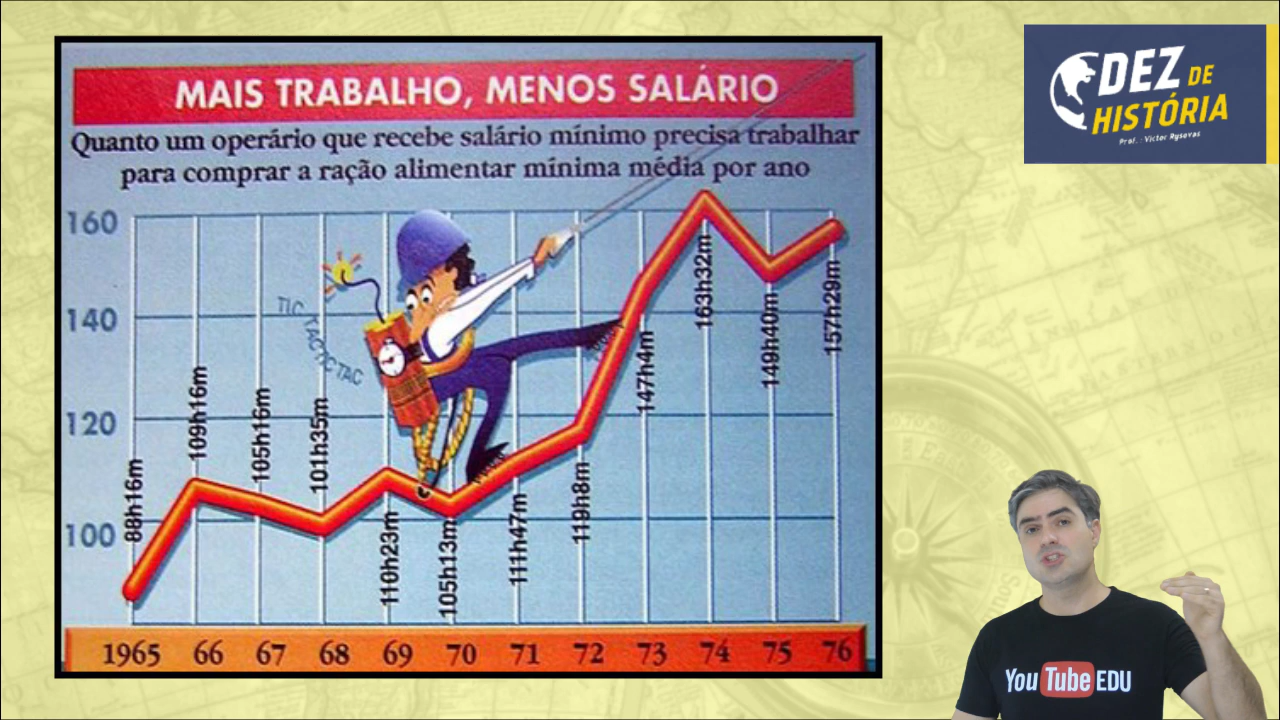 MAIS TRABALHO, MENOS SALÁRIO
Quanto um operário que recebe salário mínimo precisa trabalhar
para comprar a ração alimentar mínima média por ano
160
140
120
100
88h16m
109h16m
105h16m
101h35m
110h23m
105h13m
111h47m
119h8m
147h4m
163h32m
149h40m
157h29m
TIC
TAC TIC TAC
1965 66 67 68 69 70 71 72 73 74 75 76
DEZ DE
HISTÓRIA
Prof.: Victor Rysovas
YouTube EDU